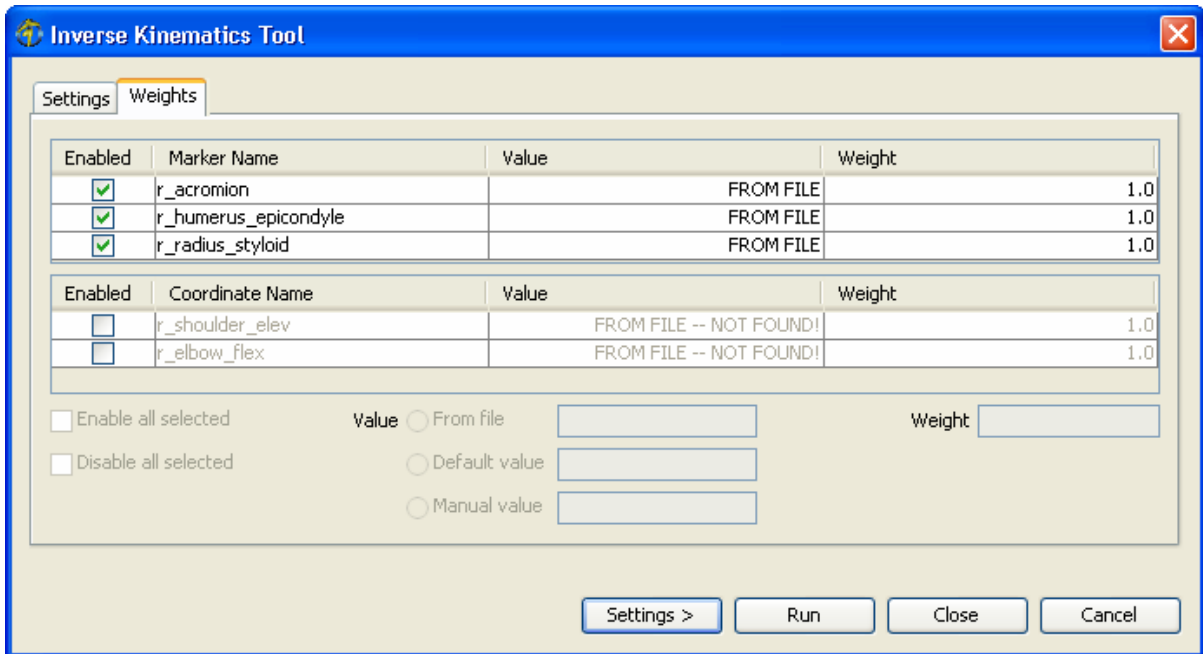 Inverse Kinematics Tool
Settings Weights
Enabled Marker Name Value Weight
r_acromion FROM FILE 1.0
r_humerus_epicondyle FROM FILE 1.0
r_radius_styloid FROM FILE 1.0
Enabled Coordinate Name Value Weight
r_shoulder_elev FROM FILE -- NOT FOUND! 1.0
r_elbow_flex FROM FILE -- NOT FOUND! 1.0
Enable all selected Value From file Weight
Disable all selected Default value
Manual value
Settings > Run Close Cancel